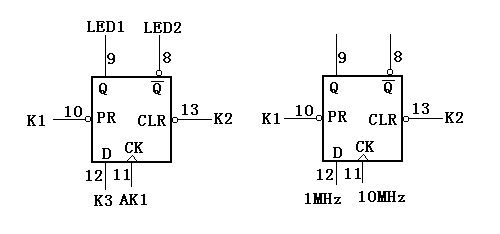 LED1 LED2
9 8 9 8
Q Q Q Q
K1 10 PR CLR 13 K2 K1 10 PR CLR 13 K2
D CK D CK
12 11 12 11
K3 AK1 1MHz 10MHz